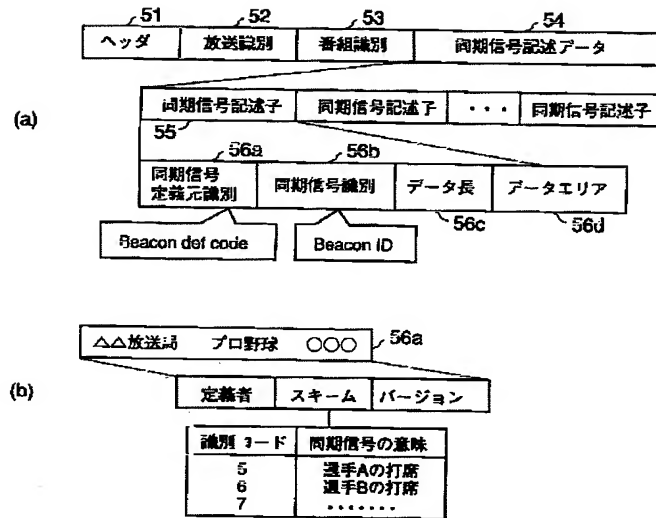 51 52 53 54
ヘッダ 放送識別 番組識別 同期信号記述データ
(a)
同期信号記述子 同期信号記述子 ・・・ 同期信号記述子
55
56a 56b
同期信号
定義元識別 同期信号識別 データ長 データエリア
56c 56d
Beacon def code Beacon ID
56a
△△放送局 プロ野球 〇〇〇
(b)
定義者 スキーム バージョン
識別コード 同期信号の意味
5 選手Aの打席
6 選手Bの打席
7 ・・・・・・・